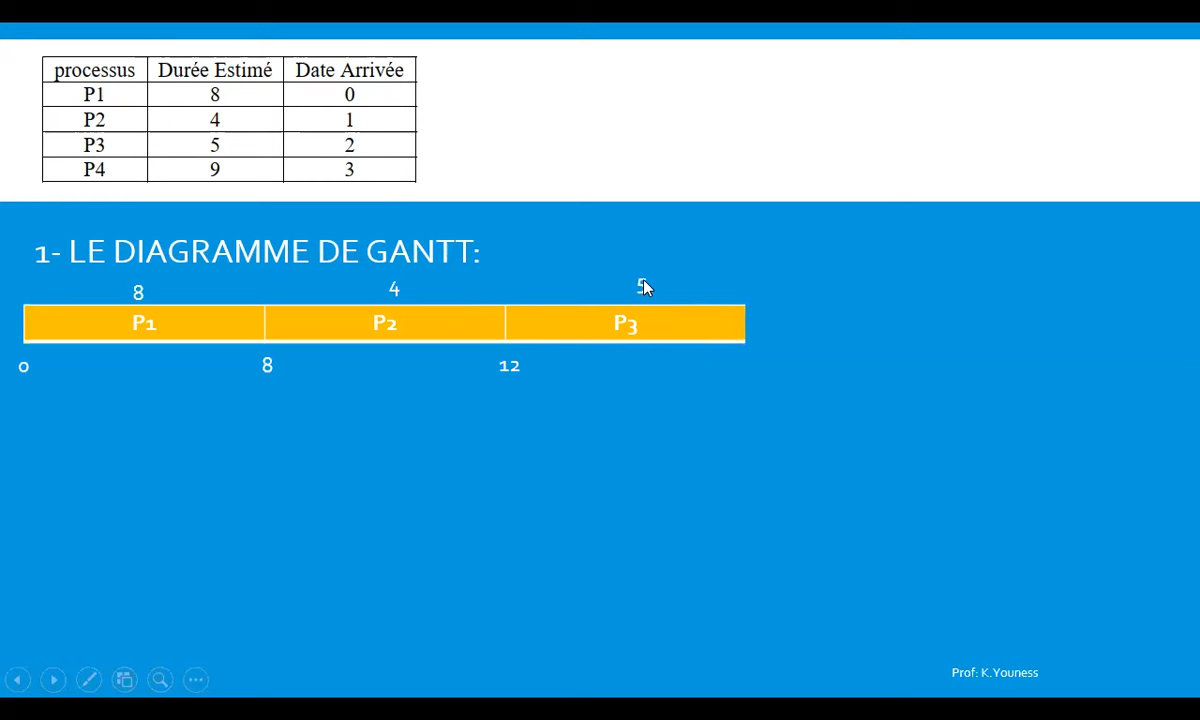 processus Durée Estimé Date Arrivée
P1 8 0
P2 4 1
P3 5 2
P4 9 3
1- LE DIAGRAMME DE GANTT:
8 4 5
P1 P2 P3
0 8 12
Prof: K.Youness